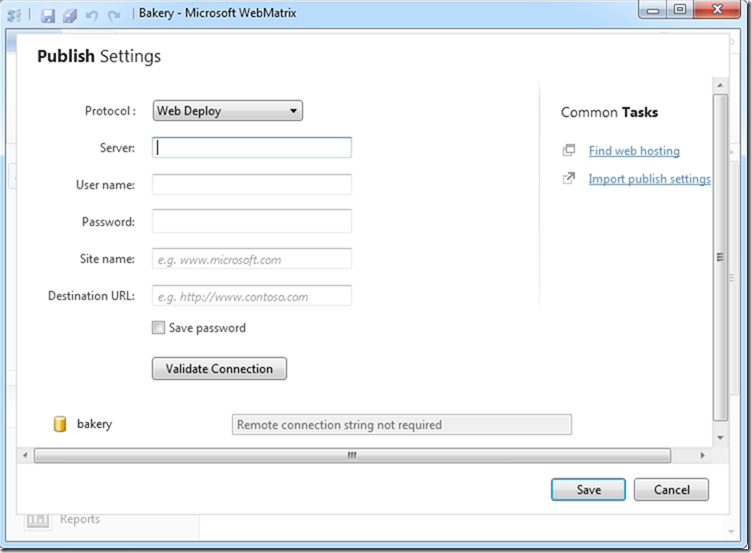 Bakery - Microsoft WebMatrix
Publish Settings
Protocol :
Web Deploy
Server:
User name:
Password:
Site name:
e.g. www.microsoft.com
Destination URL:
e.g. http://www.contoso.com
Save password
Validate Connection
bakery
Remote connection string not required
Common Tasks
Find web hosting
Import publish settings
Save
Cancel
Reports